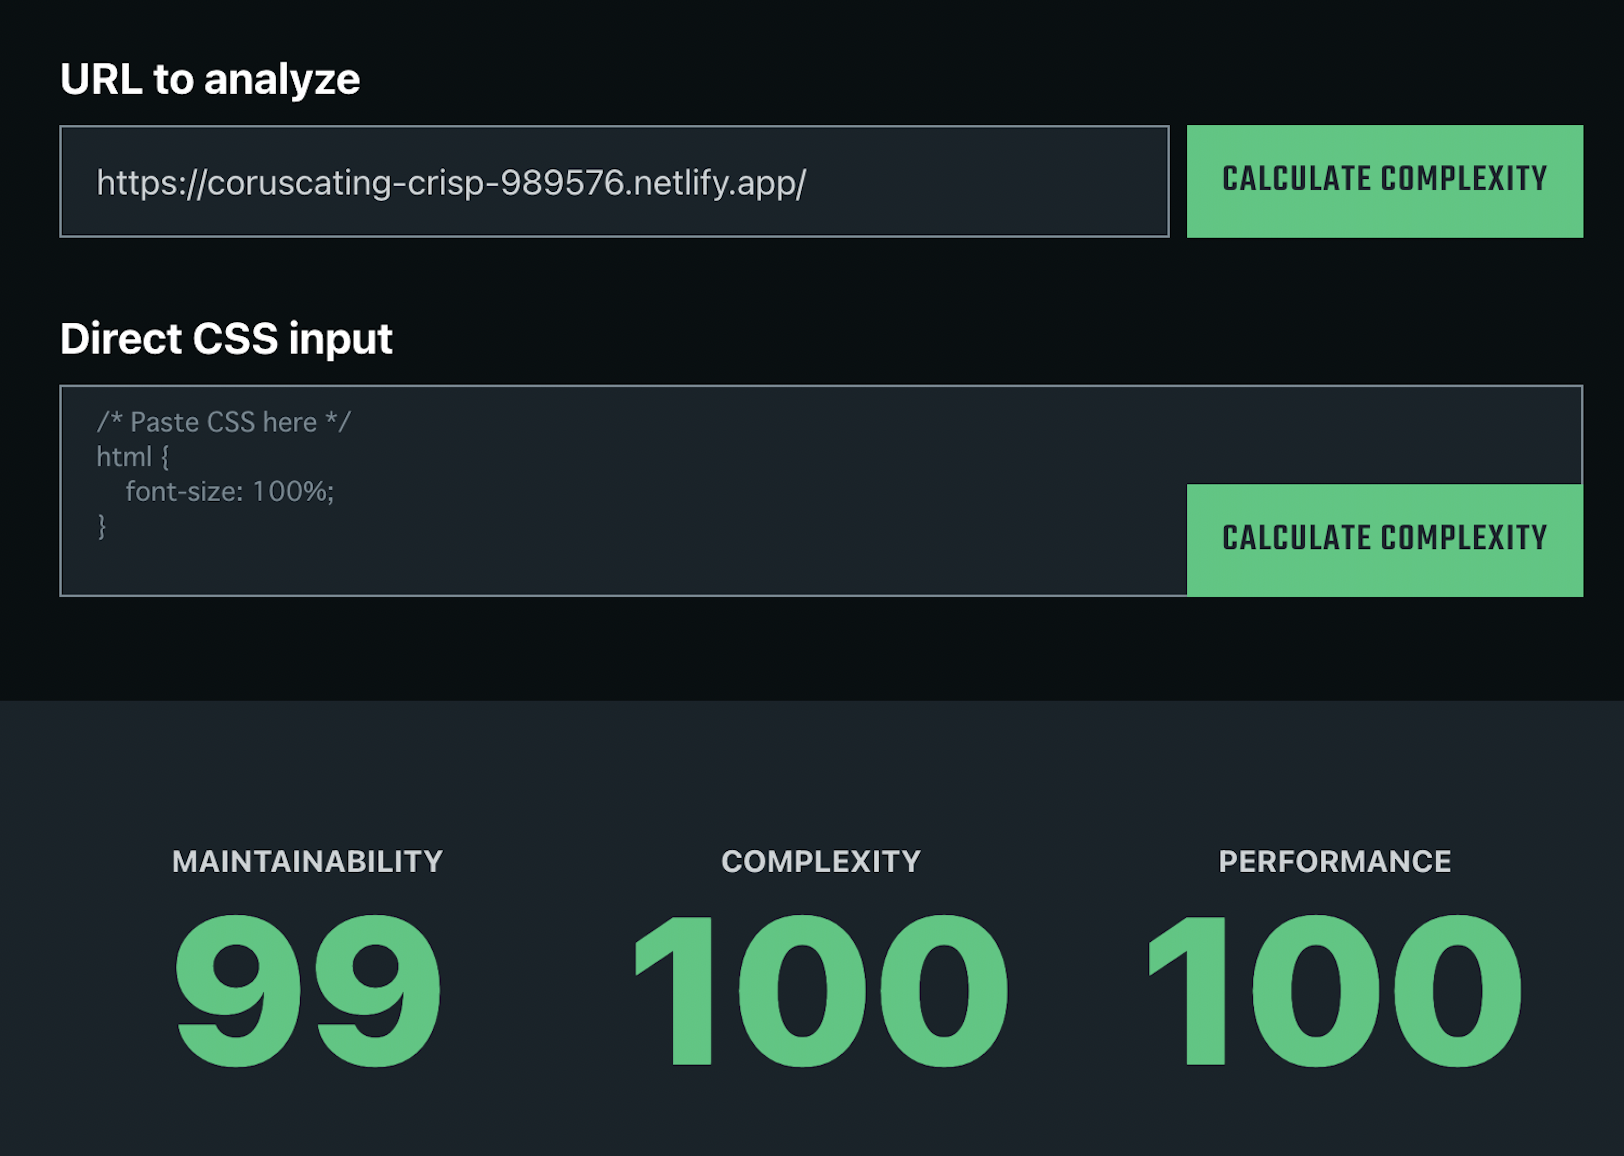 URL to analyze
https://coruscating-crisp-989576.netlify.app/
CALCULATE COMPLEXITY
Direct CSS input
/* Paste CSS here */
html {
    font-size: 100%;
}
CALCULATE COMPLEXITY
MAINTAINABILITY
99
COMPLEXITY
100
PERFORMANCE
100